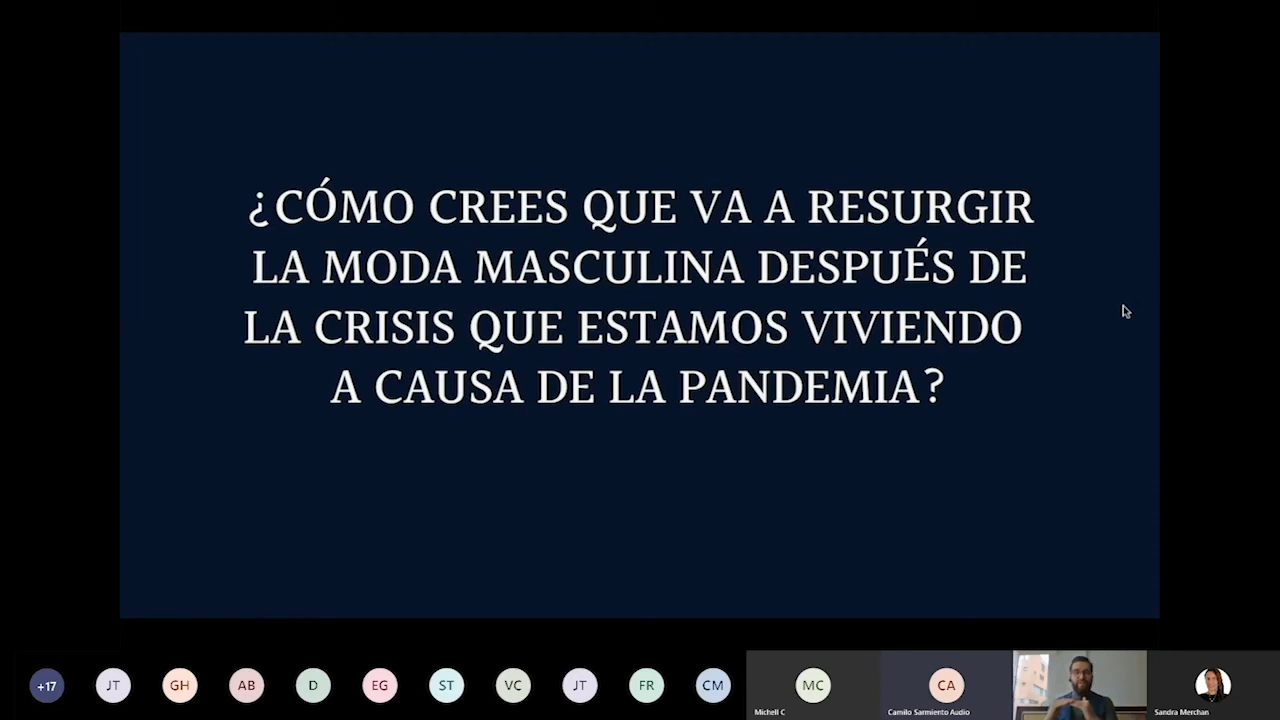 ¿CÓMO CREES QUE VA A RESURGIR
LA MODA MASCULINA DESPUÉS DE
LA CRISIS QUE ESTAMOS VIVIENDO
A CAUSA DE LA PANDEMIA?
+17
JT
GH
AB
D
EG
ST
VC
JT
FR
CM
MC
CA
Michell C
Camilo Sarmiento Audio
Sandra Merchan